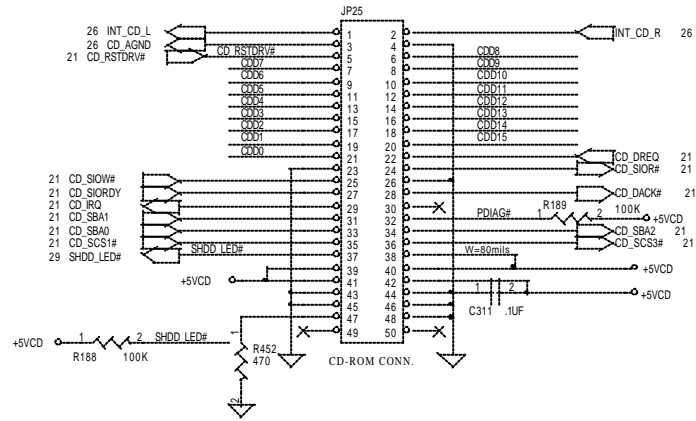 JP25
26 INT_CD_L 1 2 INT_CD_R 26
26 CD_AGND 3 4
21 CD_RSTDRV# CD_RSTDRV# 5 6 CDD8
CDD7 7 8 CDD9
CDD6 9 10 CDD10
CDD5 11 12 CDD11
CDD4 13 14 CDD12
CDD3 15 16 CDD13
CDD2 17 18 CDD14
CDD1 19 20 CDD15
CDD0 21 22 CD_DREQ 21
23 24 CD_SIOR# 21
21 CD_SIOW# 25 26
21 CD_SIORDY 27 28 CD_DACK# 21
21 CD_IRQ 29 30 R189
21 CD_SBA1 31 32 PDIAG# 1 2 100K +5VCD
21 CD_SBA0 33 34 CD_SBA2 21
21 CD_SCS1# 35 36 CD_SCS3# 21
29 SHDD_LED# SHDD_LED# 37 38 W=80mils
39 40 +5VCD
+5VCD 41 42
43 44 1 2 +5VCD
45 46 C311 .1UF
47 48
49 50
+5VCD 1 2 SHDD_LED# 1
R188 100K R452
470
2
CD-ROM CONN.